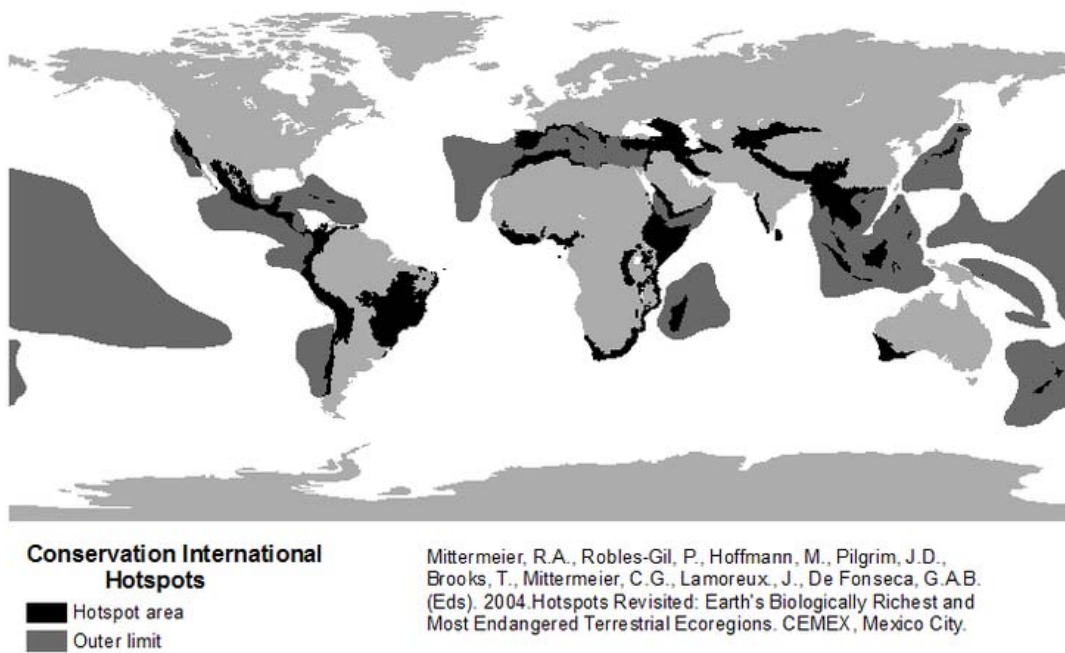 Conservation International
Hotspots
Hotspot area
Outer limit
Mittermeier, R.A., Robles-Gil, P., Hoffmann, M., Pilgrim, J.D.,
Brooks, T., Mittermeier, C.G., Lamoreux., J., De Fonseca, G.A.B.
(Eds). 2004.Hotspots Revisited: Earth's Biologically Richest and
Most Endangered Terrestrial Ecoregions. CEMEX, Mexico City.